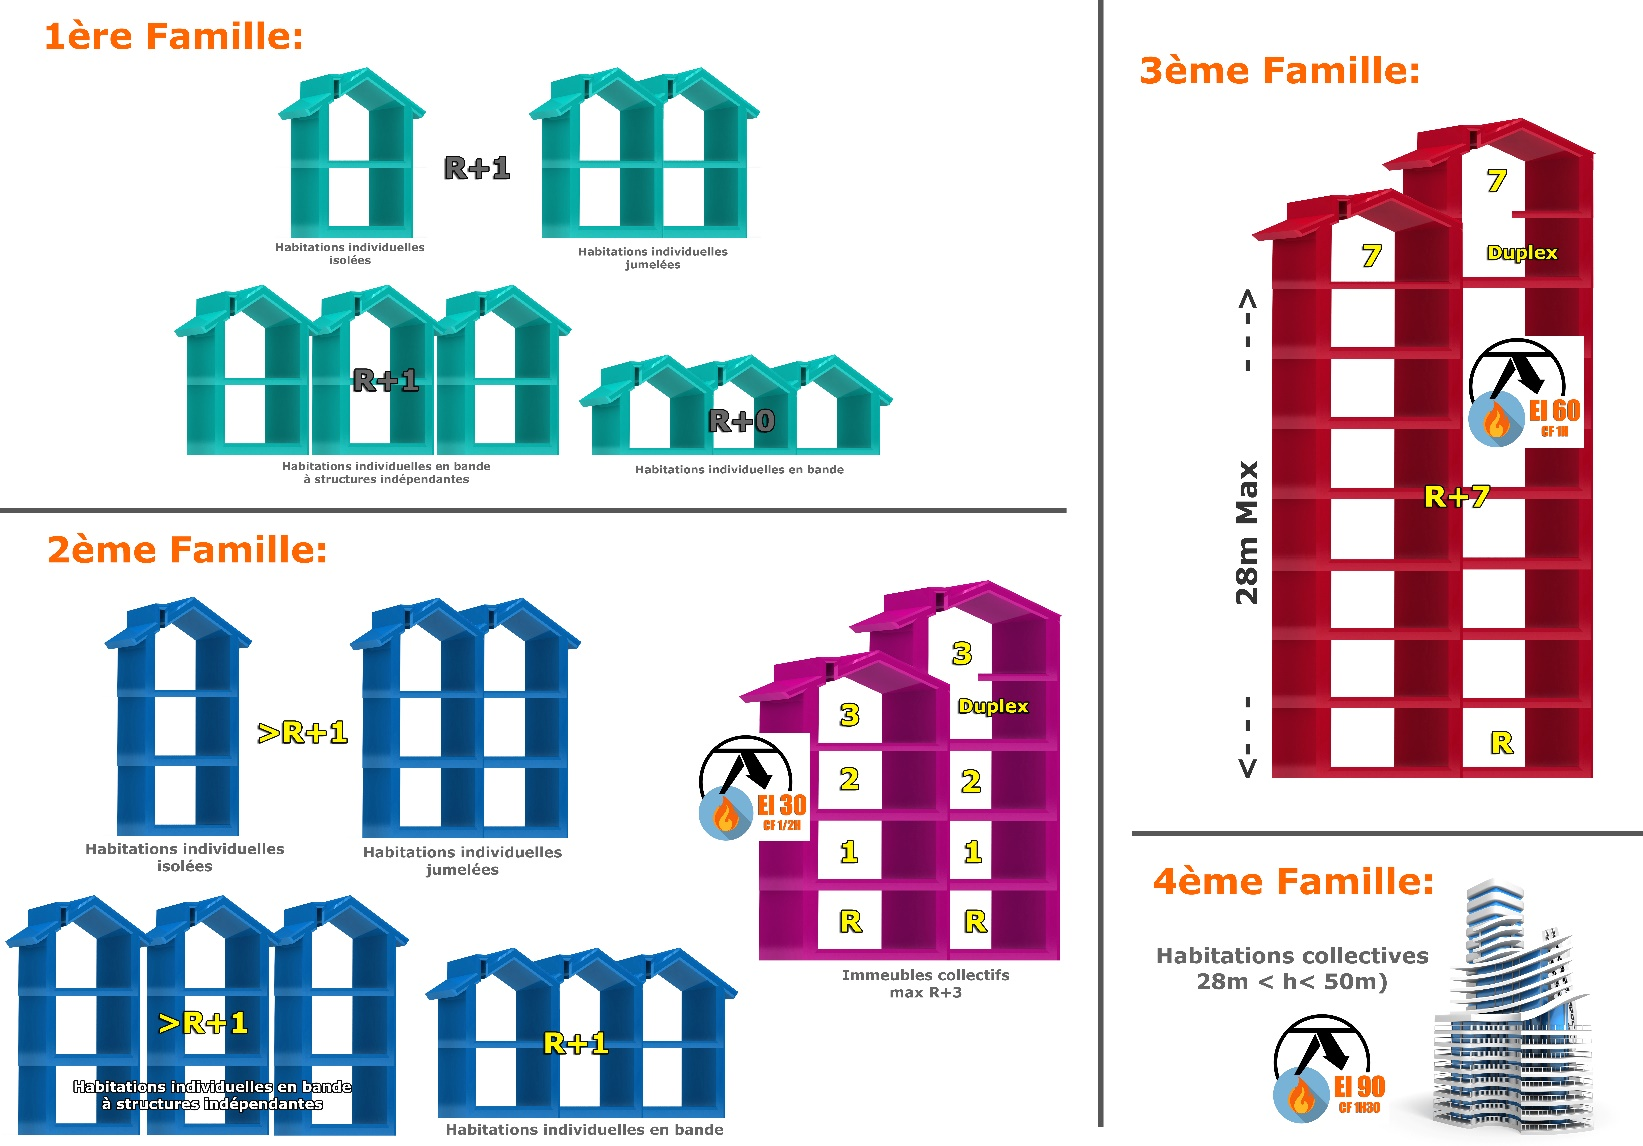 1ère Famille:
R+1
Habitations individuelles
isolées
Habitations individuelles
jumelées
R+1
R+0
Habitations individuelles en bande
à structures indépendantes
Habitations individuelles en bande
2ème Famille:
>R+1
Habitations individuelles
isolées
Habitations individuelles
jumelées
>R+1
Habitations individuelles en bande
à structures indépendantes
R+1
Habitations individuelles en bande
3
Duplex
3
2
2
1
1
R
R
EI 30
CF 1/2H
Immeubles collectifs
max R+3
3ème Famille:
7
7
Duplex
EI 60
CF 1H
28m Max
R+7
R
4ème Famille:
Habitations collectives
28m < h< 50m)
EI 90
CF 1H30